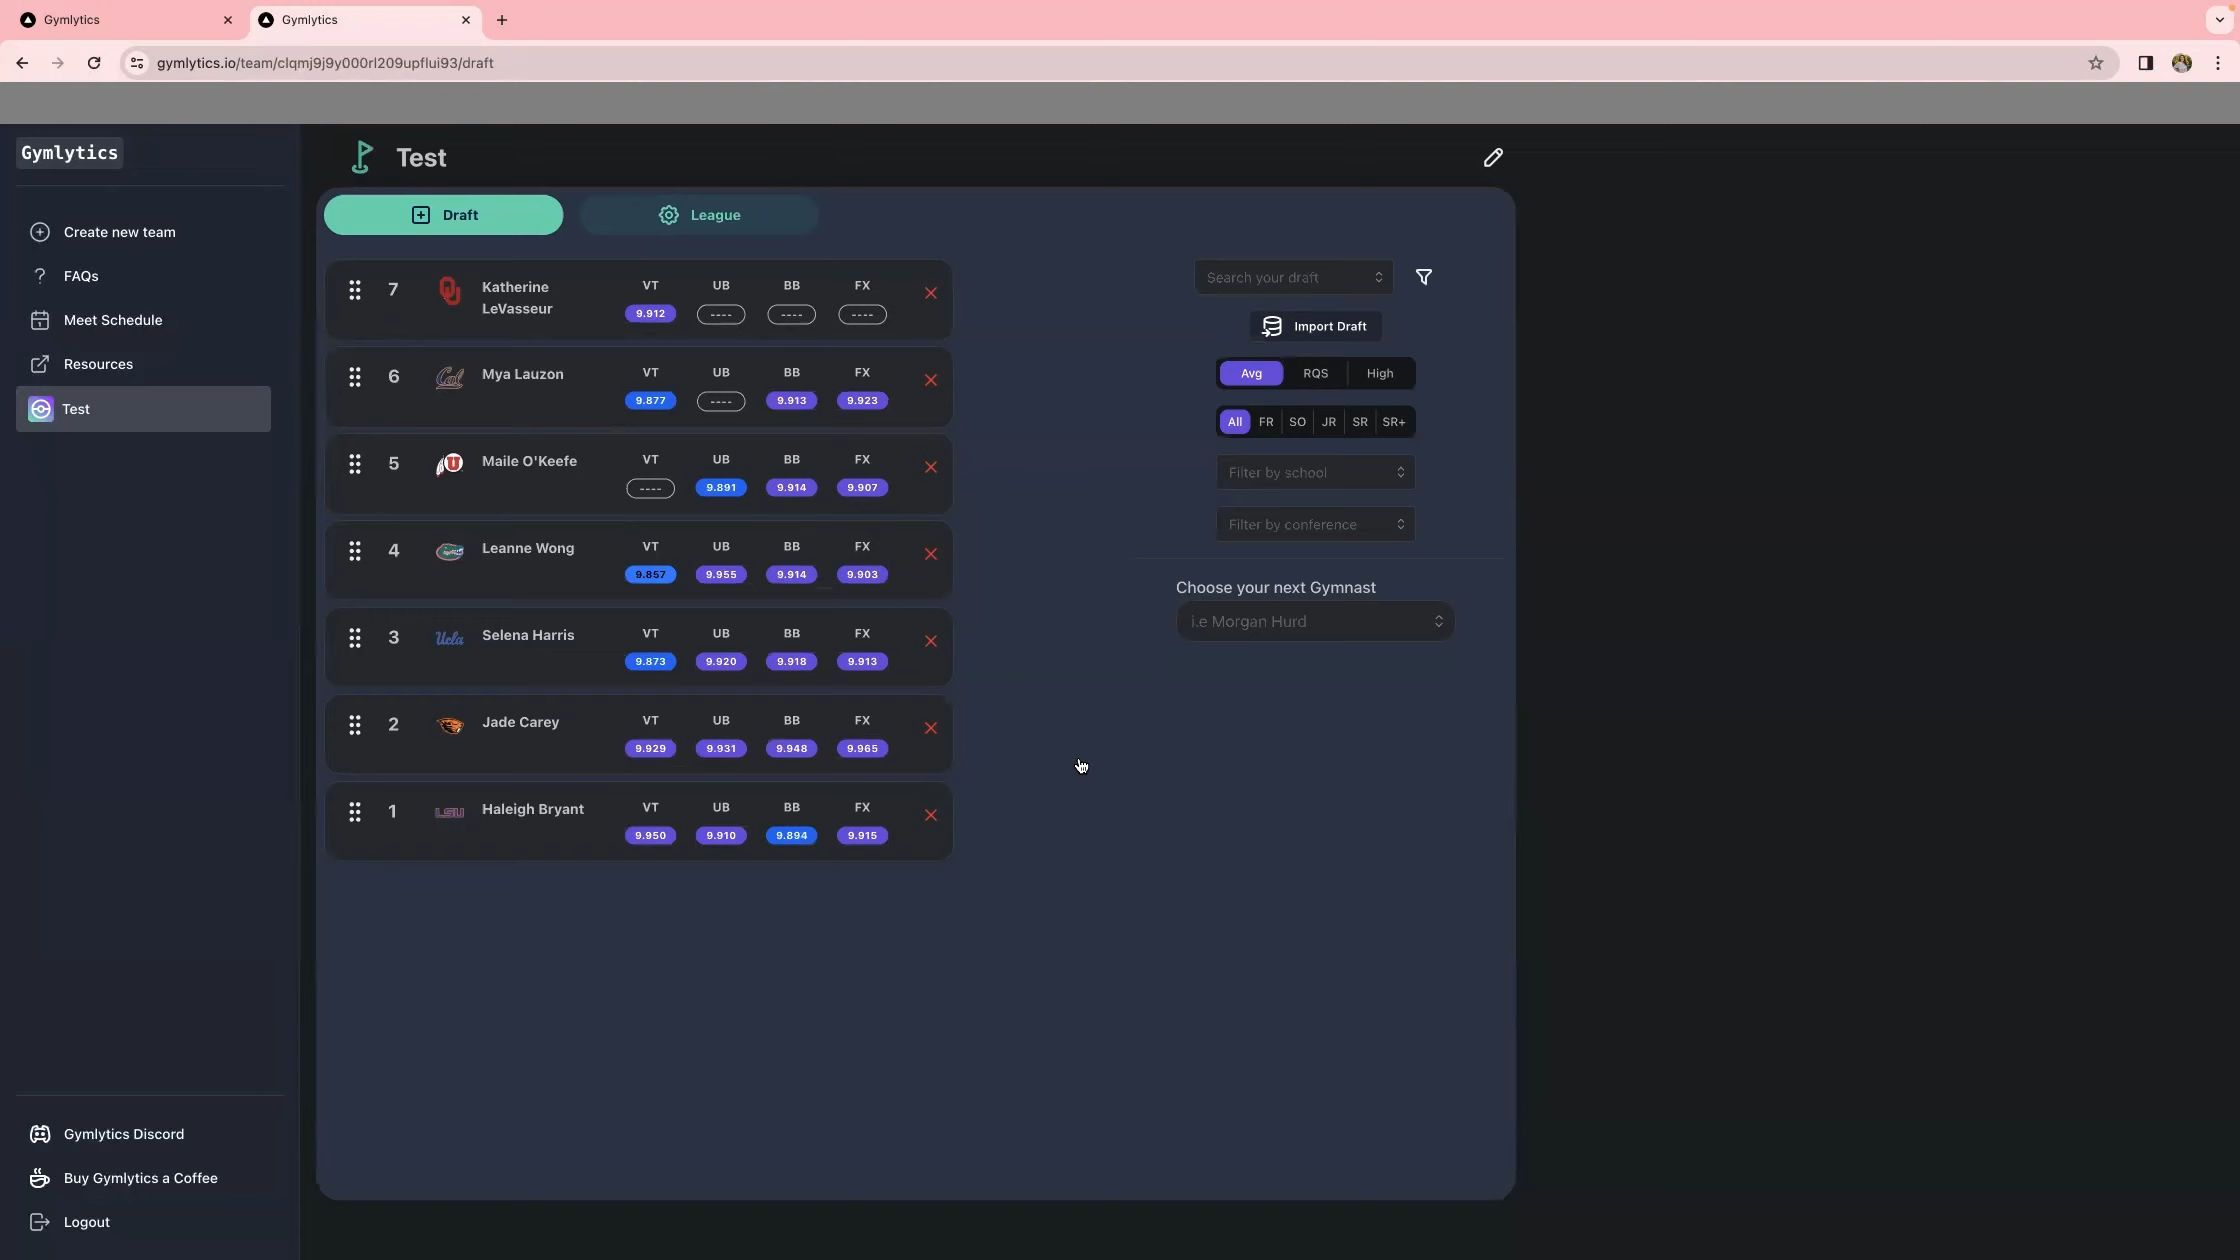 Gymlytics
Gymlytics
gymlytics.io/team/clqmj9j9y000rl209upflui93/draft
Gymlytics
Create new team
FAQs
Meet Schedule
Resources
Test
Gymlytics Discord
Buy Gymlytics a Coffee
Logout
Test
Draft
League
7
Katherine
LeVasseur
VT UB BB FX
9.912 ---- ---- ----
6
Cal
Mya Lauzon
VT UB BB FX
9.877 ---- 9.913 9.923
5
U
Maile O'Keefe
VT UB BB FX
---- 9.891 9.914 9.907
4
Leanne Wong
VT UB BB FX
9.857 9.955 9.914 9.903
3
Ucla
Selena Harris
VT UB BB FX
9.873 9.920 9.918 9.913
2
Jade Carey
VT UB BB FX
9.929 9.931 9.948 9.965
1
LSU
Haleigh Bryant
VT UB BB FX
9.950 9.910 9.894 9.915
Search your draft
Import Draft
Avg RQS High
All FR SO JR SR SR+
Filter by school
Filter by conference
Choose your next Gymnast
i.e Morgan Hurd